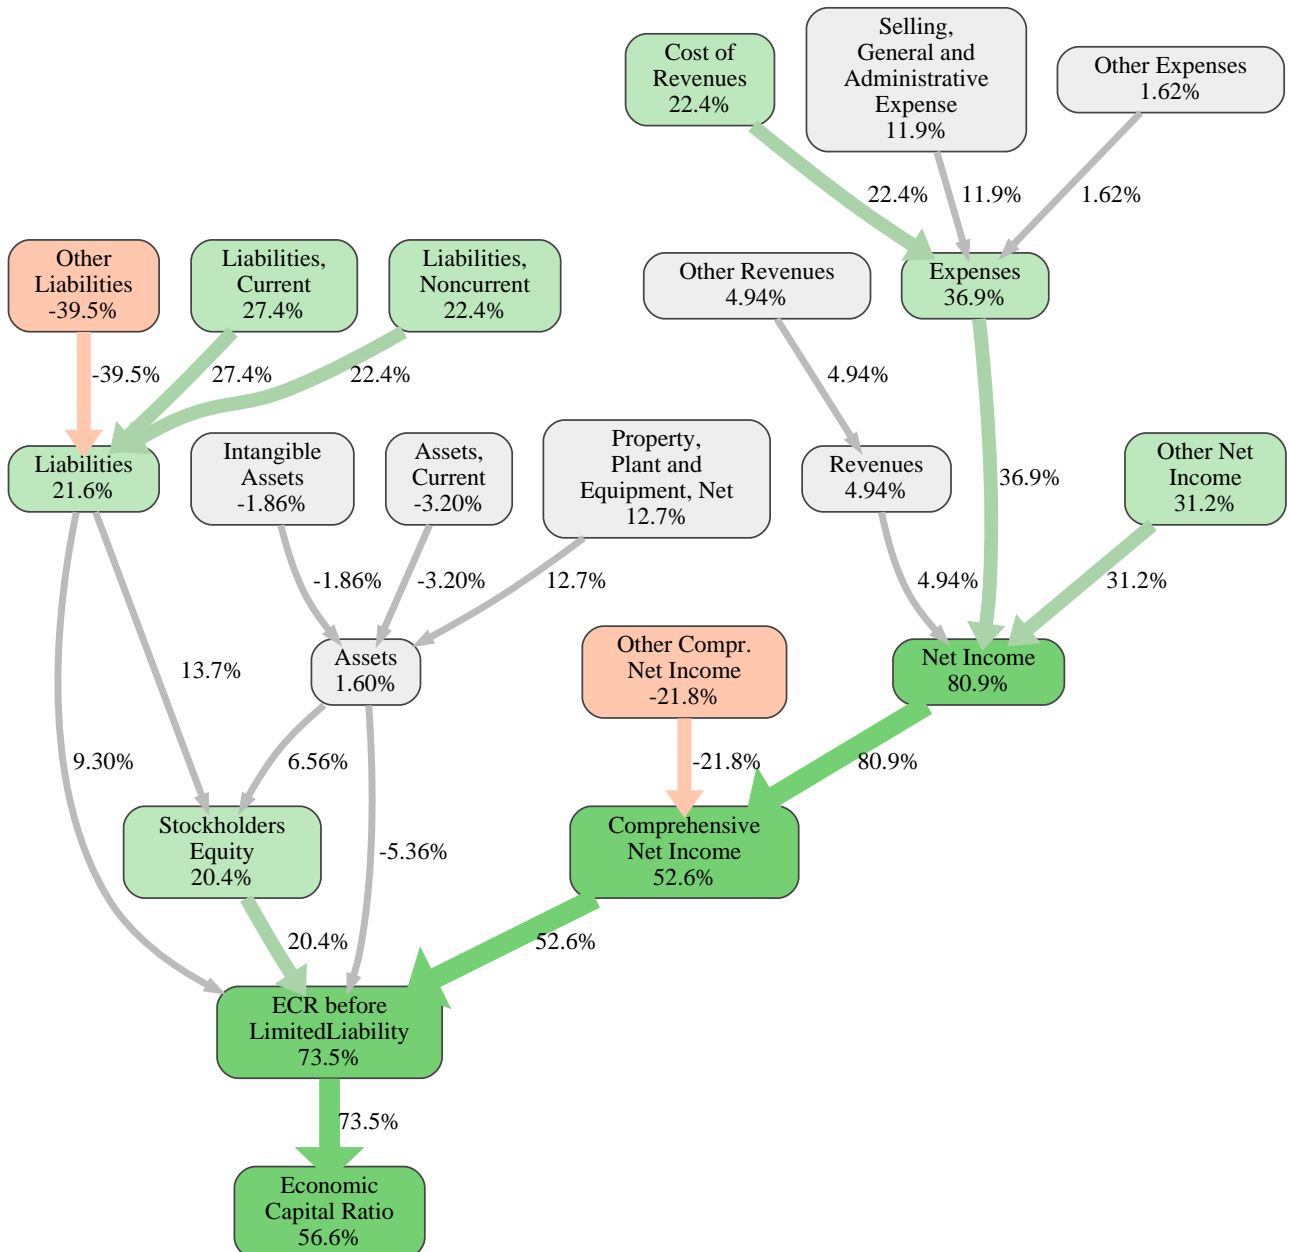 Cost of
Revenues
22.4%
Selling,
General and
Administrative
Expense
11.9%
Other Expenses
1.62%
22.4%
11.9%
1.62%
Other
Liabilities
-39.5%
Liabilities,
Current
27.4%
Liabilities,
Noncurrent
22.4%
Other Revenues
4.94%
Expenses
36.9%
-39.5%
27.4%
22.4%
4.94%
36.9%
Liabilities
21.6%
Intangible
Assets
-1.86%
Assets,
Current
-3.20%
Property,
Plant and
Equipment, Net
12.7%
Revenues
4.94%
Other Net
Income
31.2%
-1.86%
-3.20%
12.7%
4.94%
31.2%
13.7%
Assets
1.60%
Other Compr.
Net Income
-21.8%
Net Income
80.9%
9.30%
6.56%
-21.8%
80.9%
Stockholders
Equity
20.4%
-5.36%
Comprehensive
Net Income
52.6%
20.4%
52.6%
ECR before
LimitedLiability
73.5%
73.5%
Economic
Capital Ratio
56.6%